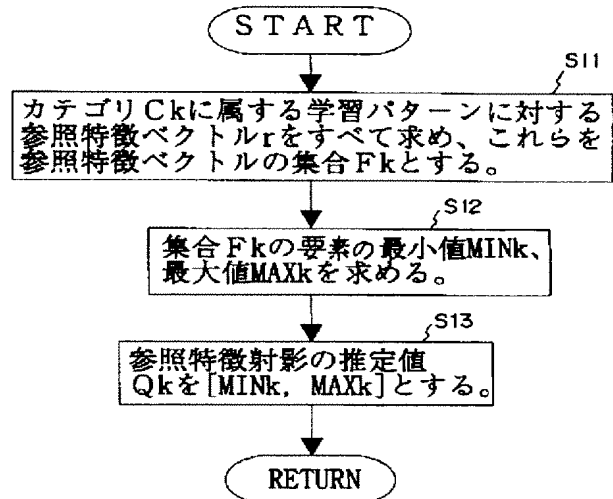 START
S11
カテゴリCkに属する学習パターンに対する
参照特徴ベクトルrをすべて求め、これらを
参照特徴ベクトルの集合Fkとする。
S12
集合Fkの要素の最小値MINk、
最大値MAXkを求める。
S13
参照特徴射影の推定値
Qkを[MINk, MAXk]とする。
RETURN